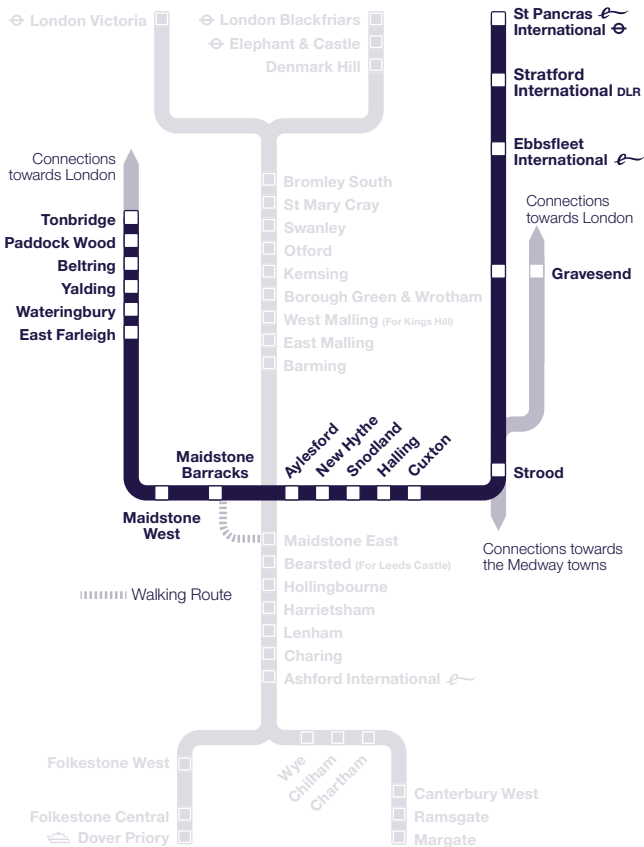 London Victoria
London Blackfriars
Elephant & Castle
Denmark Hill
St Pancras
International
Stratford
International DLR
Ebbsfleet
International
Connections
towards London
Connections
towards London
Tonbridge
Paddock Wood
Beltring
Yalding
Wateringbury
East Farleigh
Bromley South
St Mary Cray
Swanley
Otford
Kemsing
Borough Green & Wrotham
West Malling (For Kings Hill)
East Malling
Barming
Gravesend
Maidstone
Barracks
Aylesford
New Hythe
Snodland
Halling
Cuxton
Strood
Maidstone
West
Connections towards
the Medway towns
Walking Route
Maidstone East
Bearsted (For Leeds Castle)
Hollingbourne
Harrietsham
Lenham
Charing
Ashford International
Folkestone West
Folkestone Central
Dover Priory
Wye
Chilham
Chartham
Canterbury West
Ramsgate
Margate